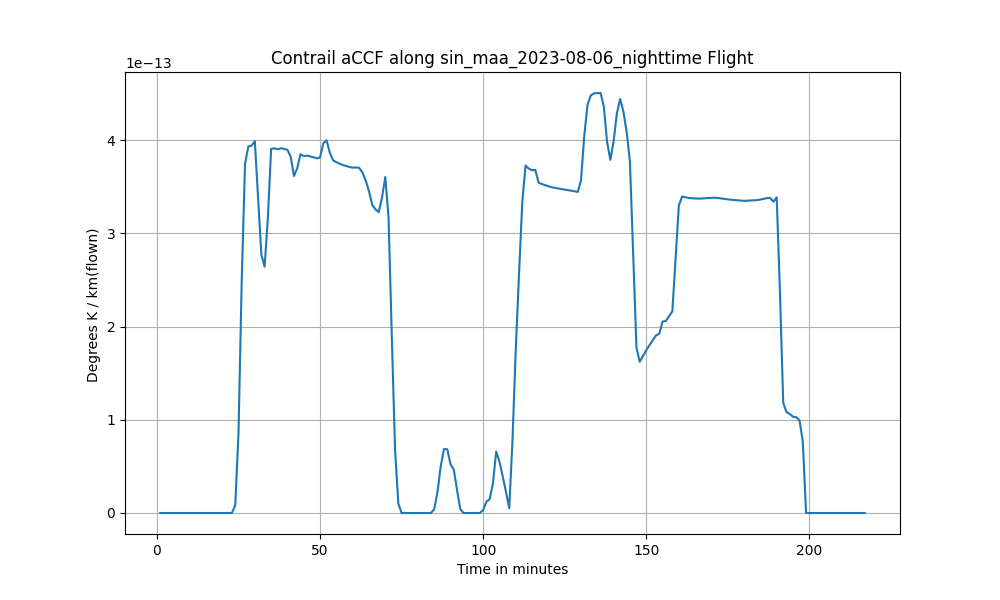 Contrail aCCF along sin_maa_2023-08-06_nighttime Flight
1e−13
4
3
2
1
0
Degrees K / km(flown)
0 50 100 150 200
Time in minutes